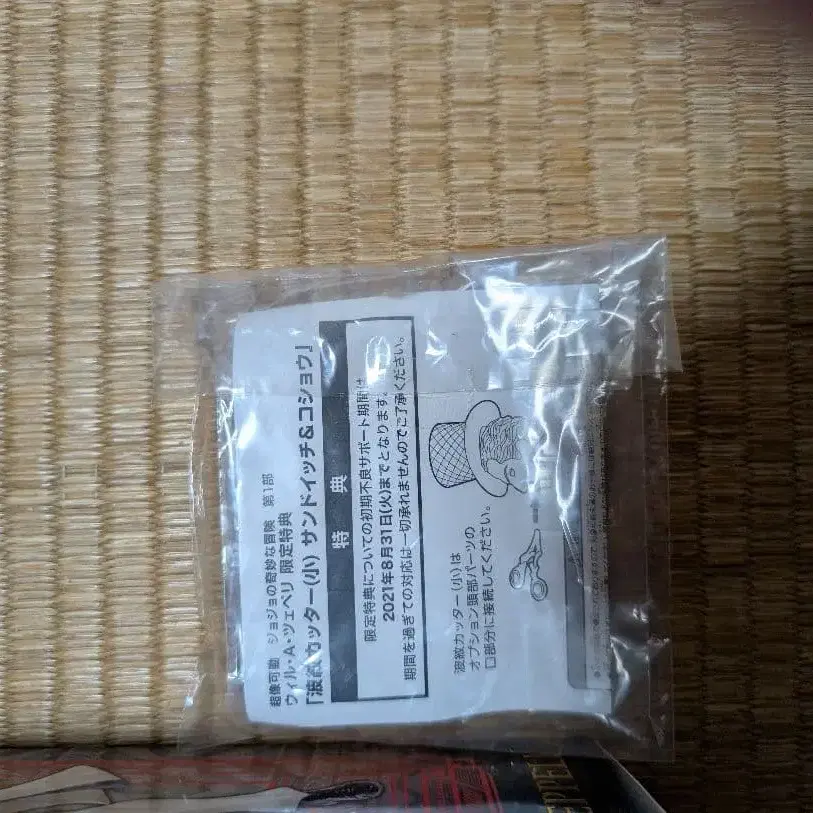 超像可動 ジョジョの奇妙な冒険 第1部
ウィル・A・ツェペリ 限定特典
「波紋カッター(小) サンドイッチ&コショウ」
特 典
限定特典についての初期不良サポート期間は
2021年8月31日(火)までとなります。
期間を過ぎての対応は一切承れませんのでご了承ください。
波紋カッター(小)は
オプション頭部パーツの
口部分に接続してください。